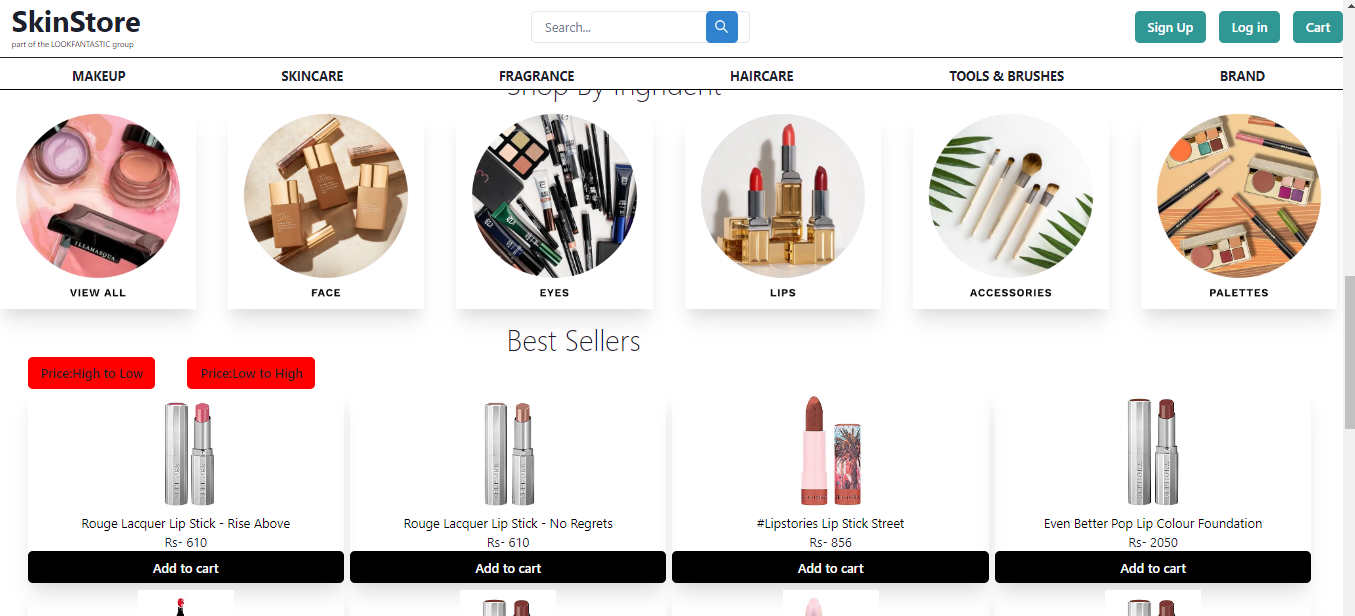 SkinStore
part of the LOOKFANTASTIC group
Search...
Sign Up
Log in
Cart
MAKEUP
SKINCARE
FRAGRANCE
HAIRCARE
TOOLS & BRUSHES
BRAND
Shop By Ingrident
ILLAMASQUA
VIEW ALL
FACE
EYES
LIPS
ACCESSORIES
PALETTES
Best Sellers
Price:High to Low
Price:Low to High
Rouge Lacquer Lip Stick - Rise Above
Rs- 610
Add to cart
Rouge Lacquer Lip Stick - No Regrets
Rs- 610
Add to cart
#Lipstories Lip Stick Street
Rs- 856
Add to cart
Even Better Pop Lip Colour Foundation
Rs- 2050
Add to cart